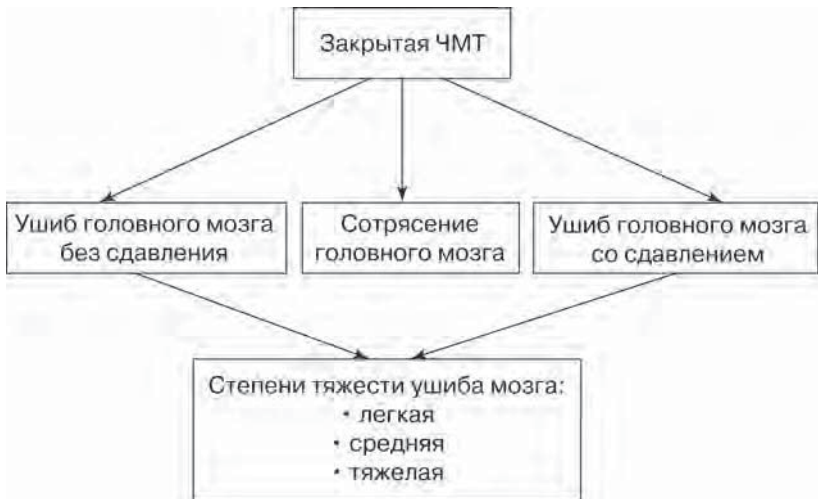 Закрытая ЧМТ
Ушиб головного мозга
без сдавления
Сотрясение
головного мозга
Ушиб головного мозга
со сдавлением
Степени тяжести ушиба мозга:
• легкая
• средняя
• тяжелая